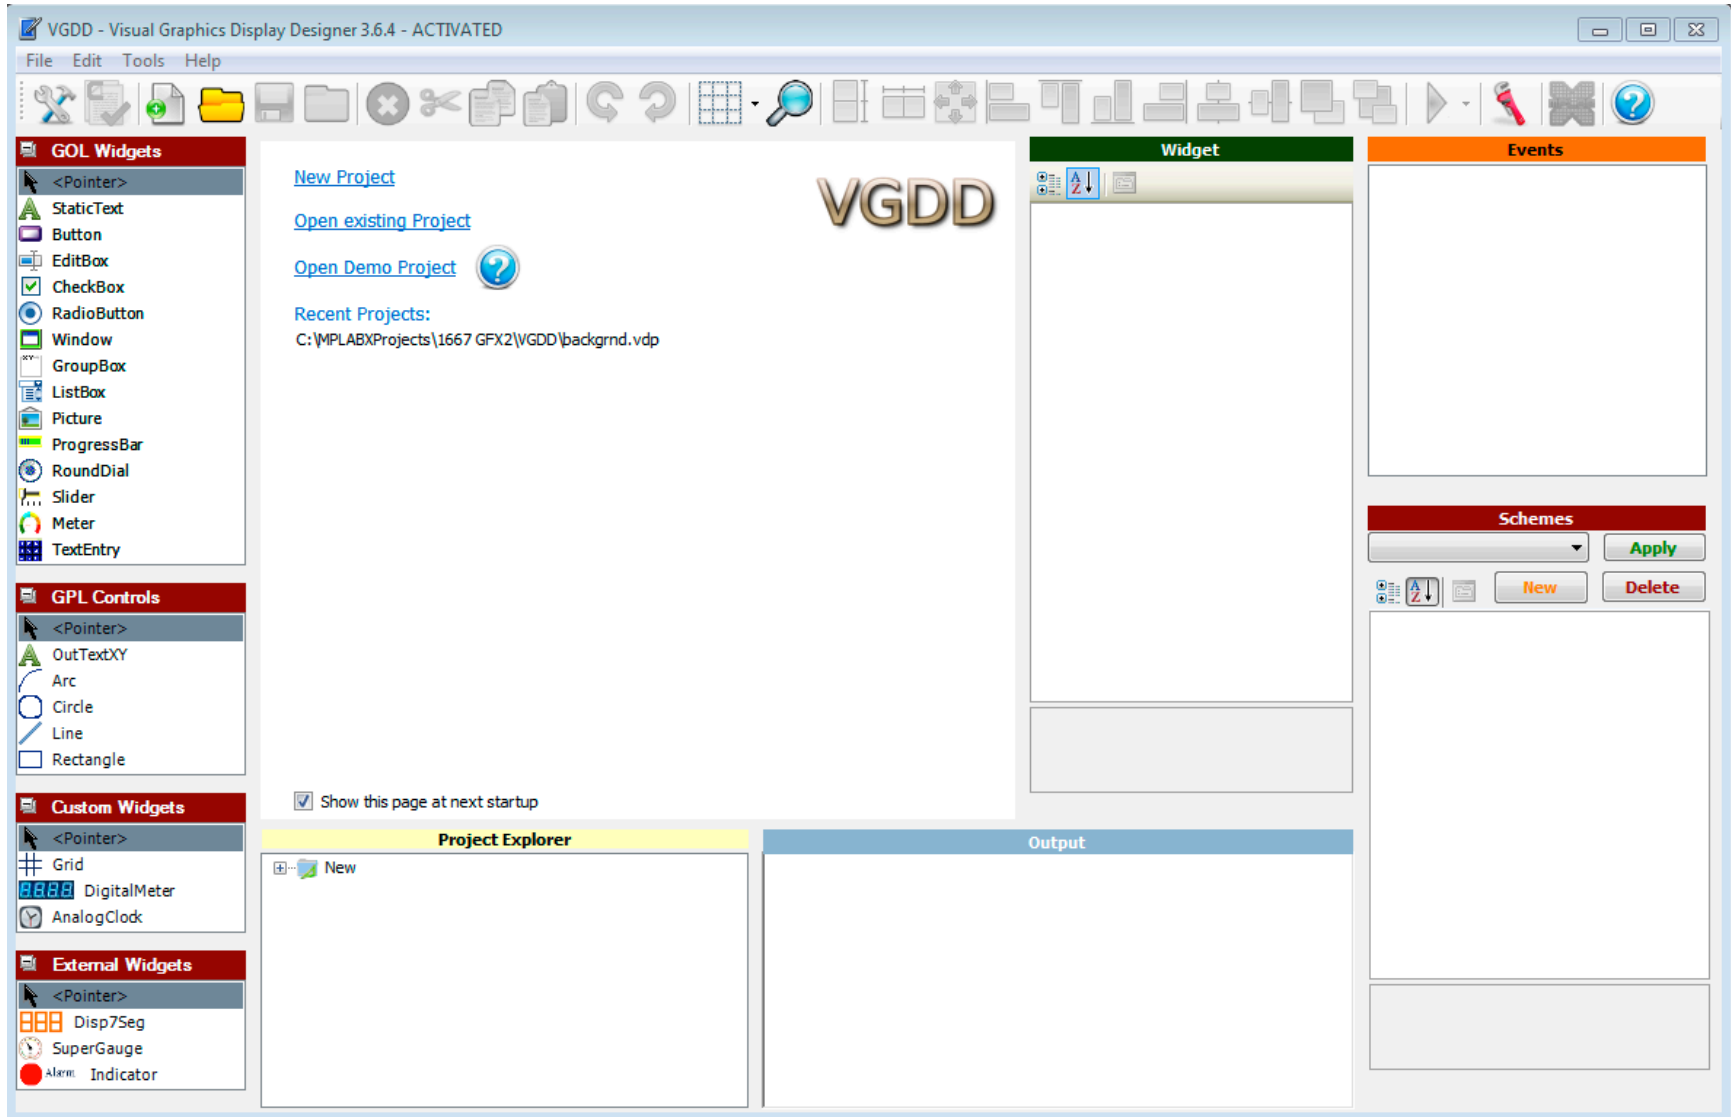 VGDD - Visual Graphics Display Designer 3.6.4 - ACTIVATED
File Edit Tools Help
GOL Widgets
<Pointer>
StaticText
Button
EditBox
CheckBox
RadioButton
Window
GroupBox
ListBox
Picture
ProgressBar
RoundDial
Slider
Meter
TextEntry
GPL Controls
<Pointer>
OutTextXY
Arc
Circle
Line
Rectangle
Custom Widgets
<Pointer>
Grid
DigitalMeter
AnalogClock
External Widgets
<Pointer>
Disp7Seg
SuperGauge
Alarm Indicator
New Project
VGDD
Open existing Project
Open Demo Project
Recent Projects:
C:\MPLABXProjects\1667 GFX2\VGDD\backgrnd.vdp
Show this page at next startup
Project Explorer
New
Output
Widget
Events
Schemes
Apply
New Delete